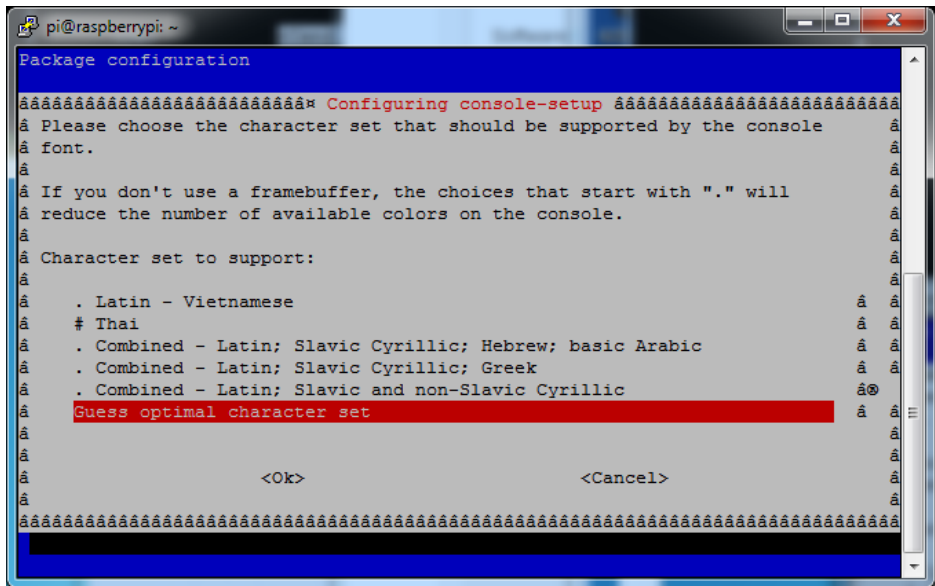 pi@raspberrypi: ~
Package configuration
ââââââââââââââââââââââââââ¤ Configuring console-setup ââââââââââââââââââââââââââ
â Please choose the character set that should be supported by the console â
â font. â
â â
â If you don't use a framebuffer, the choices that start with "." will â
â reduce the number of available colors on the console. â
â â
â Character set to support: â
â â
â . Latin - Vietnamese â â
â # Thai â â
â . Combined - Latin; Slavic Cyrillic; Hebrew; basic Arabic â â
â . Combined - Latin; Slavic Cyrillic; Greek â â
â . Combined - Latin; Slavic and non-Slavic Cyrillic â®
â Guess optimal character set â â
â â
â â
â <Ok> <Cancel> â
â â
ââââââââââââââââââââââââââââââââââââââââââââââââââââââââââââââââââââââââââââââââ